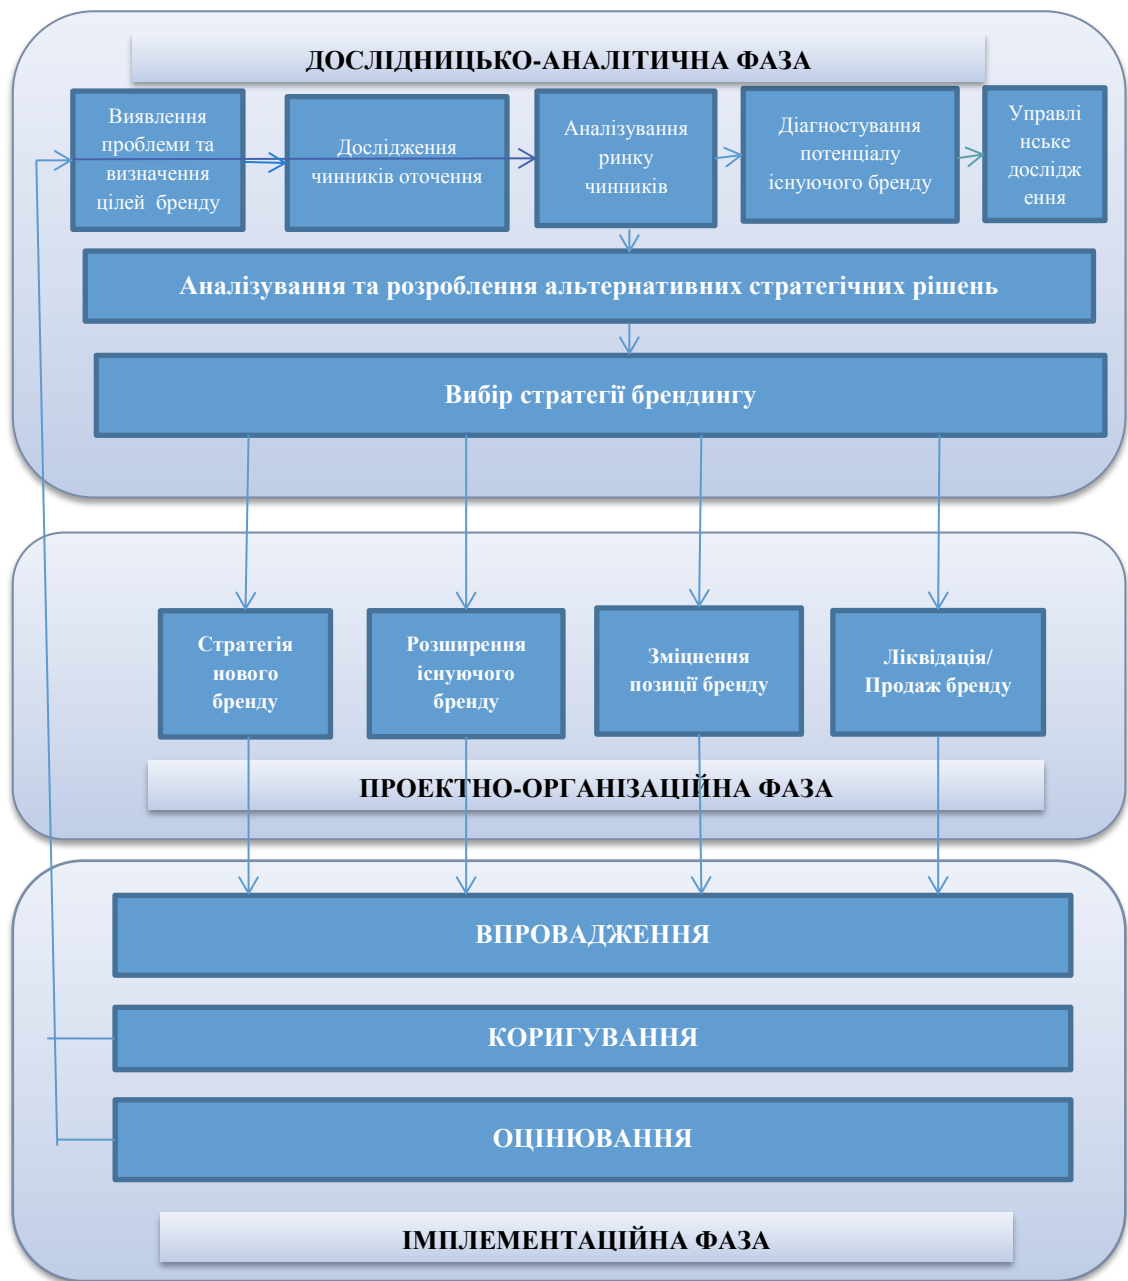 ДОСЛІДНИЦЬКО-АНАЛІТИЧНА ФАЗА
Виявлення
проблеми та
визначення
цілей бренду
Дослідження
чинників оточення
Аналізування
ринку
чинників
Діагностування
потенціалу
існуючого бренду
Управлі
нське
дослідж
ення
Аналізування та розроблення альтернативних стратегічних рішень
Вибір стратегії брендингу
Стратегія
нового
бренду
Розширення
існуючого
бренду
Зміцнення
позиції бренду
Ліквідація/
Продаж бренду
ПРОЕКТНО-ОРГАНІЗАЦІЙНА ФАЗА
ВПРОВАДЖЕННЯ
КОРИГУВАННЯ
ОЦІНЮВАННЯ
ІМПЛЕМЕНТАЦІЙНА ФАЗА